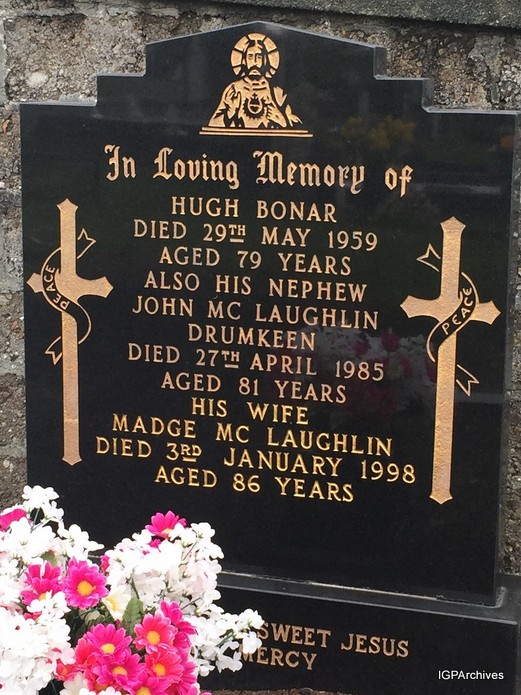 In Loving Memory of
HUGH BONAR
DIED 29TH MAY 1959
AGED 79 YEARS
ALSO HIS NEPHEW
JOHN MC LAUGHLIN
DRUMKEEN
DIED 27TH APRIL 1985
AGED 81 YEARS
HIS WIFE
MADGE MC LAUGHLIN
DIED 3RD JANUARY 1998
AGED 86 YEARS
PEACE
PEACE
SWEET JESUS
MERCY
IGPArchives